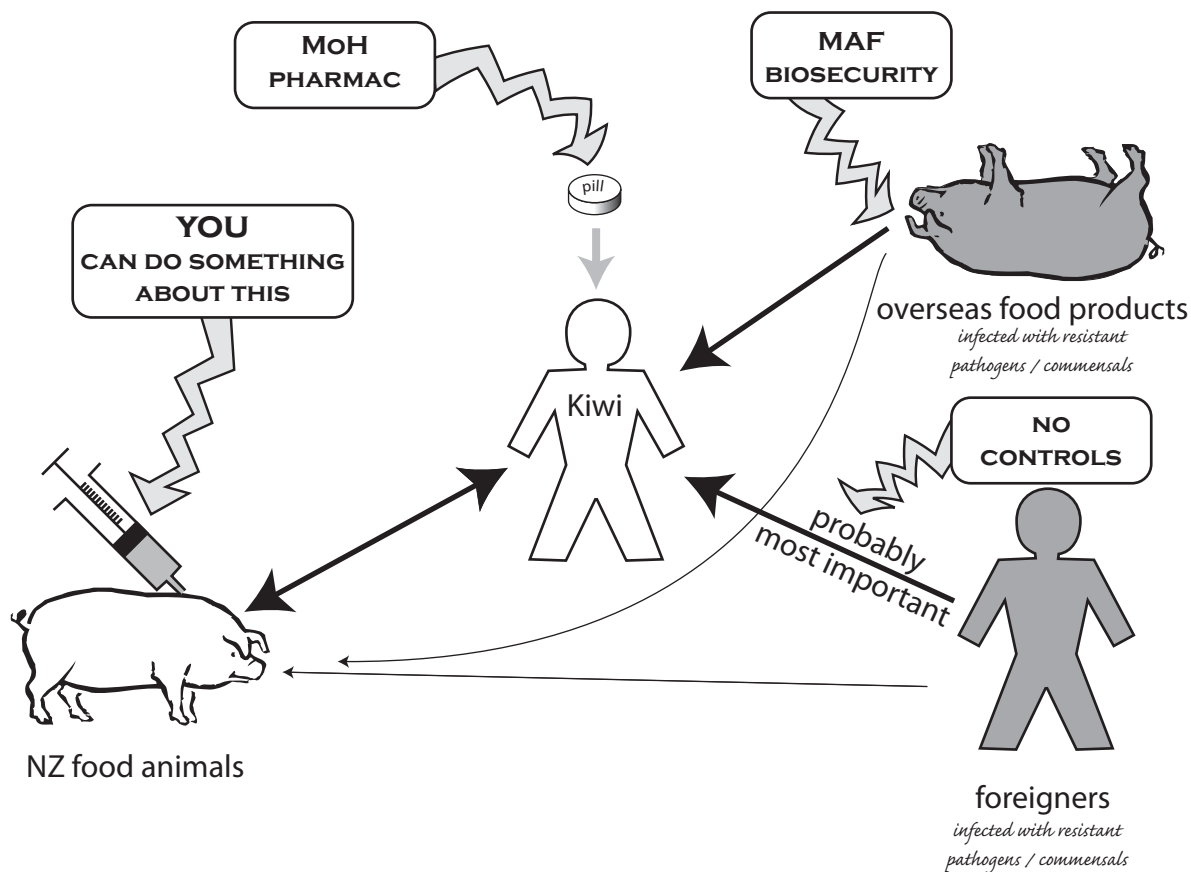 MoH
PHARMAC
MAF
BIOSECURITY
pill
YOU
CAN DO SOMETHING
ABOUT THIS
overseas food products
infected with resistant
pathogens / commensals
Kiwi
NO
CONTROLS
probably
most important
NZ food animals
foreigners
infected with resistant
pathogens / commensals